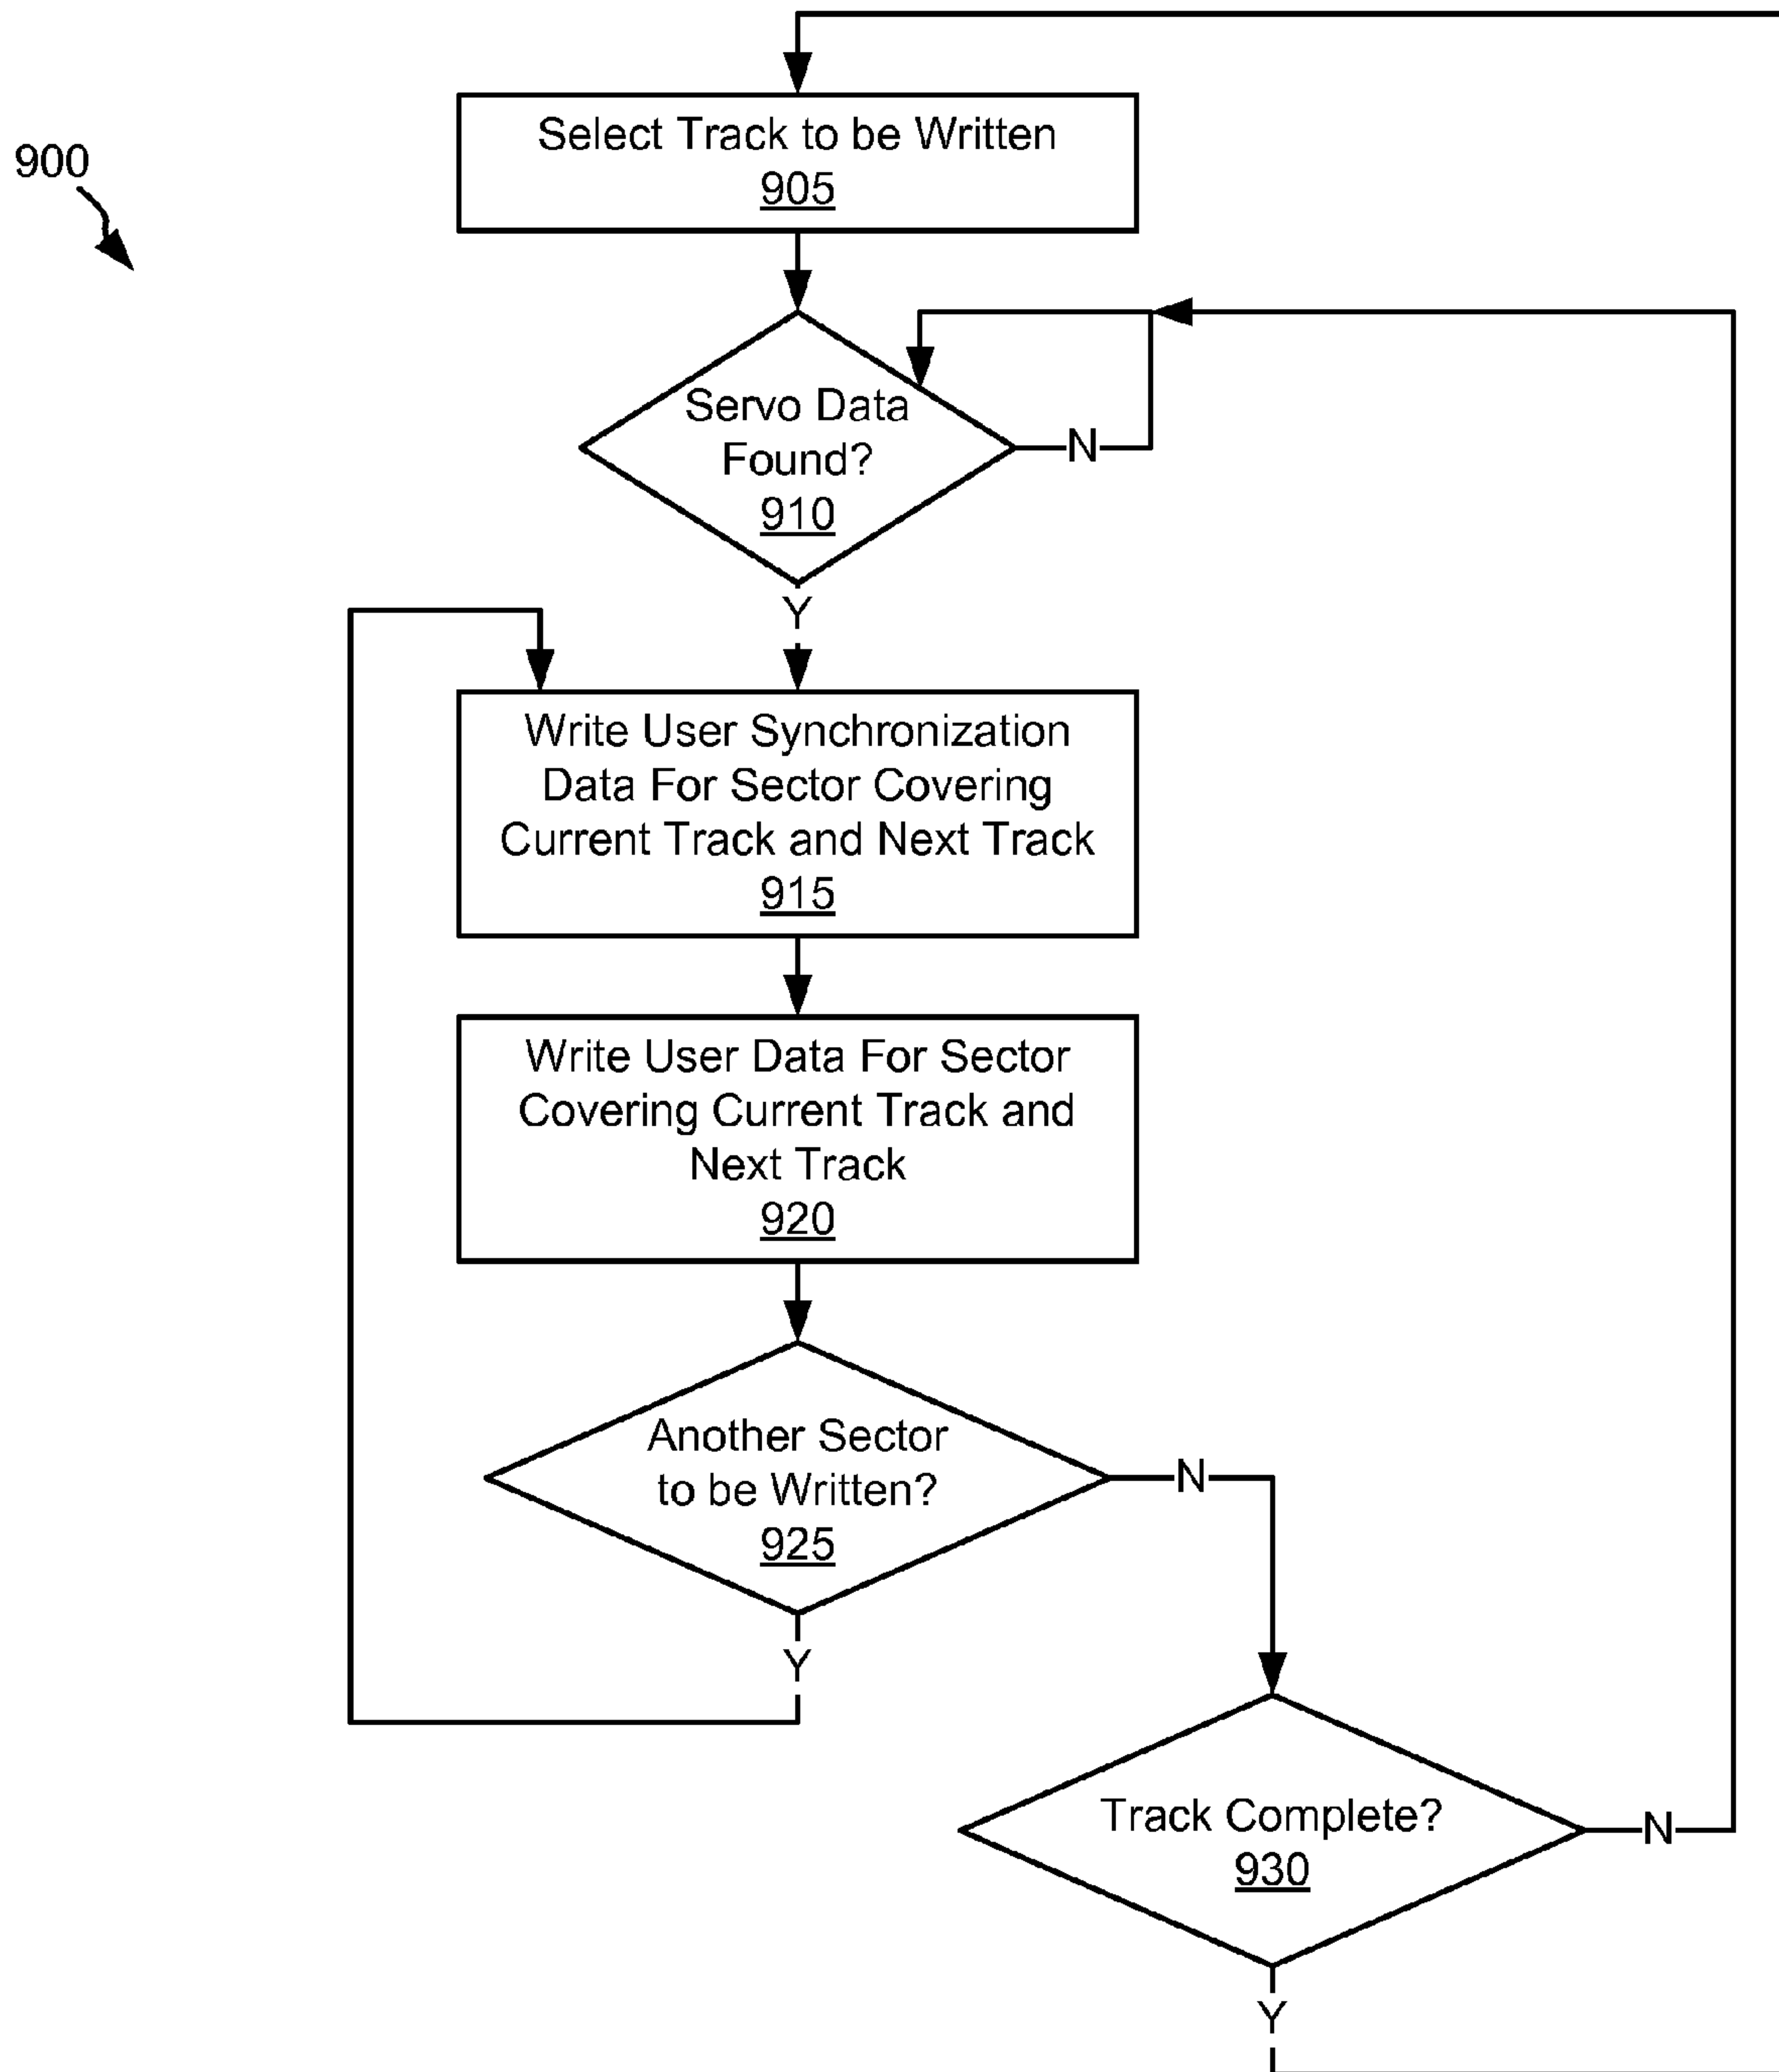 900
Select Track to be Written
905
Servo Data
Found?
910
N
Y
Write User Synchronization
Data For Sector Covering
Current Track and Next Track
915
Write User Data For Sector
Covering Current Track and
Next Track
920
Another Sector
to be Written?
925
N
Y
Track Complete?
930
N
Y